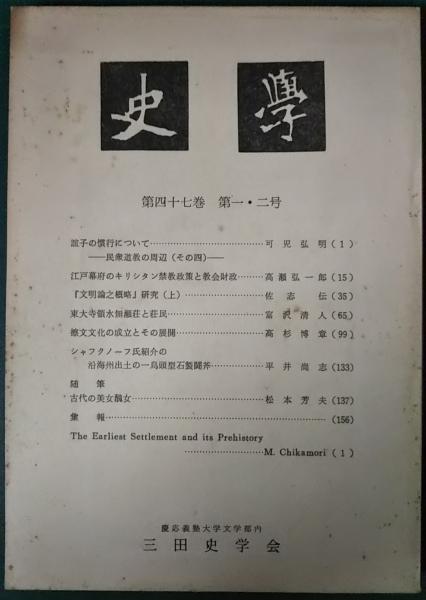 史學
第四十七巻 第一・二号
誼子の慣行について……………………………可児弘明(1)
――民衆道教の周辺(その四)――
江戸幕府のキリシタン禁教政策と教会財政……高瀬弘一郎(15)
『文明論之概略』研究(上)……………………佐志伝(35)
東大寺領水無瀬荘と荘民…………………………富沢清人(65)
擦文文化の成立とその展開………………………高杉博章(99)
シャフクノーフ氏紹介の
沿海州出土の一鳥頭型石製闘斧………………平井尚志(133)
随筆
古代の美女醜女……………………………………松本芳夫(137)
彙報……………………………………………………(156)
The Earliest Settlement and its Prehistory
……………………M. Chikamori(1)
慶応義塾大学文学部内
三田史学会